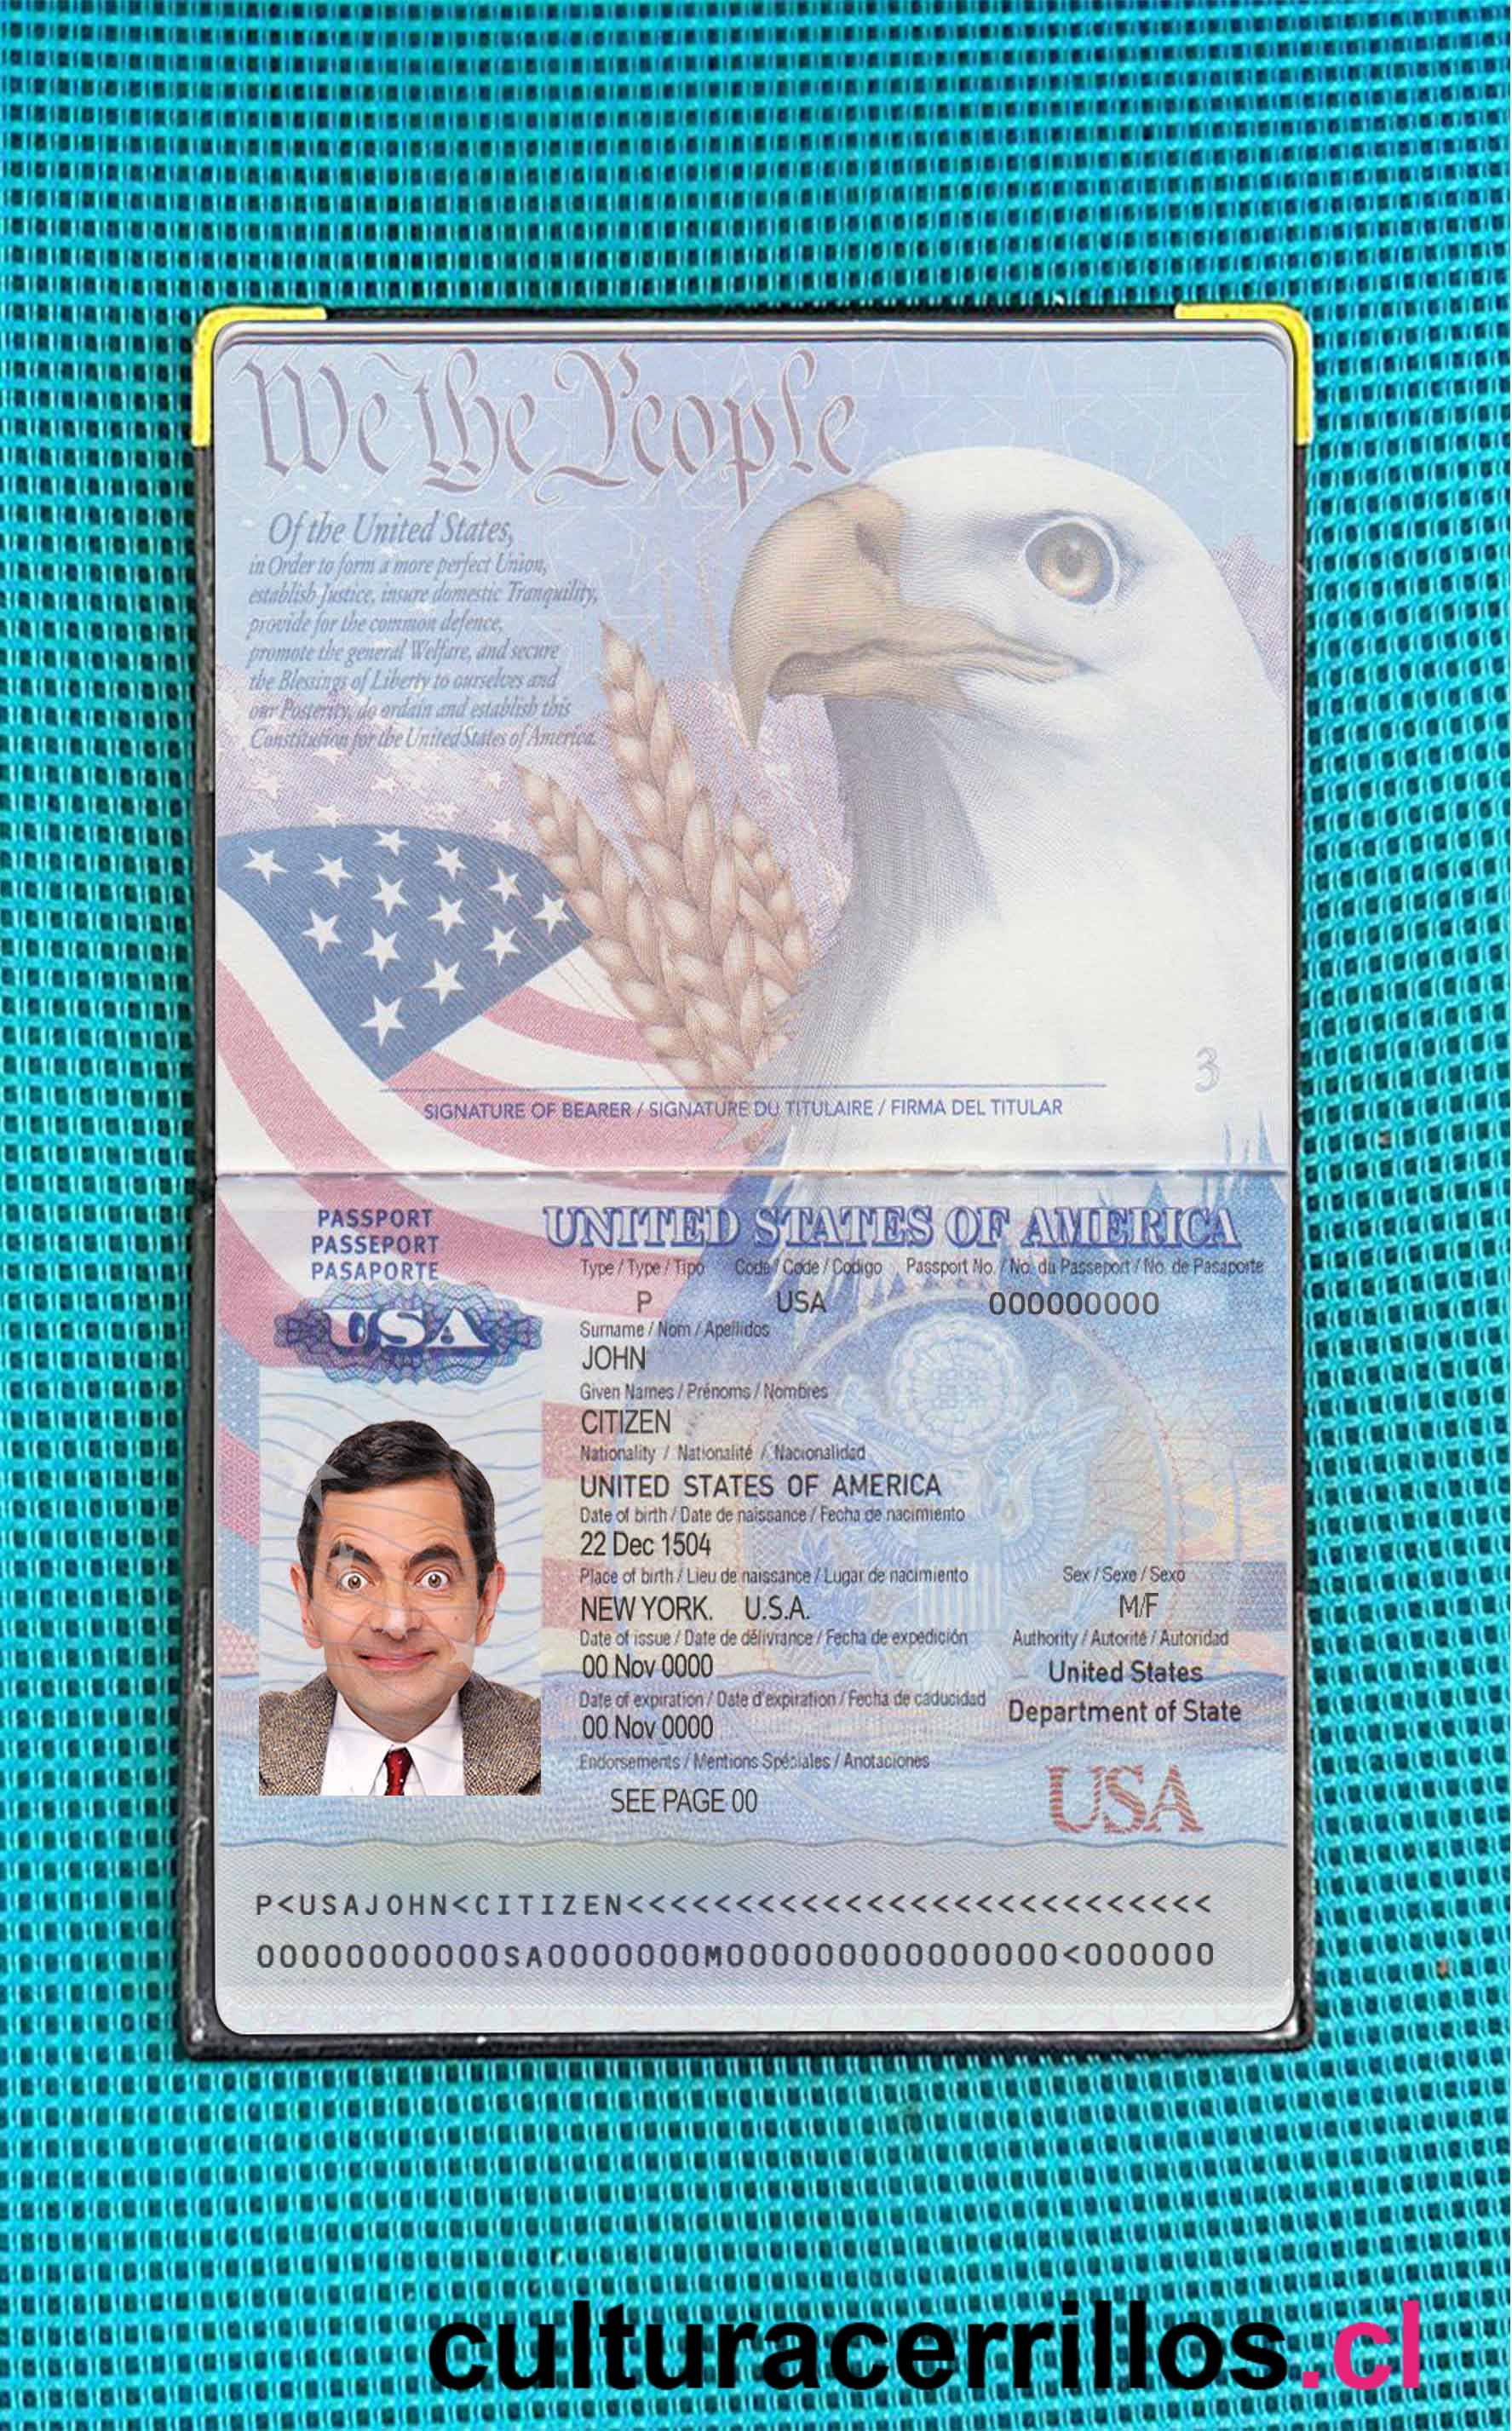 We the People
Of the United States,
in Order to form a more perfect Union,
establish Justice, insure domestic Tranquility,
provide for the common defence,
promote the general Welfare, and secure
the Blessings of Liberty to ourselves and
our Posterity, do ordain and establish this
Constitution for the United States of America.
3
SIGNATURE OF BEARER / SIGNATURE DU TITULAIRE / FIRMA DEL TITULAR
PASSPORT
PASSEPORT
PASAPORTE
USA
UNITED STATES OF AMERICA
Type / Type / Tipo Code / Code / Codigo Passport No. / No. du Passeport / No. de Pasaporte
P USA 000000000
Surname / Nom / Apellidos
JOHN
Given Names / Prénoms / Nombres
CITIZEN
Nationality / Nationalité / Nacionalidad
UNITED STATES OF AMERICA
Date of birth / Date de naissance / Fecha de nacimiento
22 Dec 1504
Place of birth / Lieu de naissance / Lugar de nacimiento Sex / Sexe / Sexo
NEW YORK. U.S.A. M/F
Date of issue / Date de délivrance / Fecha de expedición Authority / Autorité / Autoridad
00 Nov 0000 United States
Date of expiration / Date d'expiration / Fecha de caducidad Department of State
00 Nov 0000
Endorsements / Mentions Spéciales / Anotaciones
SEE PAGE 00
USA
P<USAJOHN<CITIZEN<<<<<<<<<<<<<<<<<<<<<<<<<<<
00000000000SA0000000M000000000000000<000000
culturacerrillos.cl